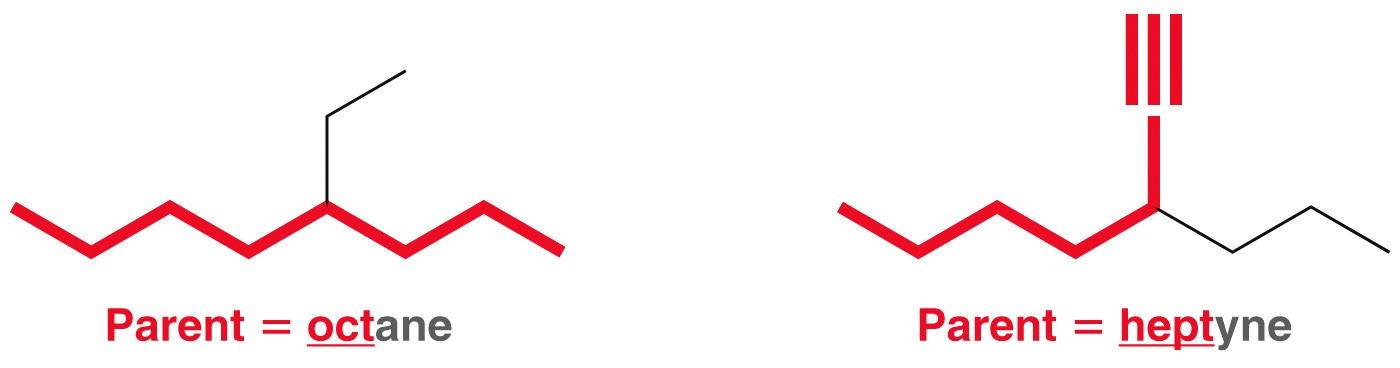 Parent = octane
Parent = heptyne